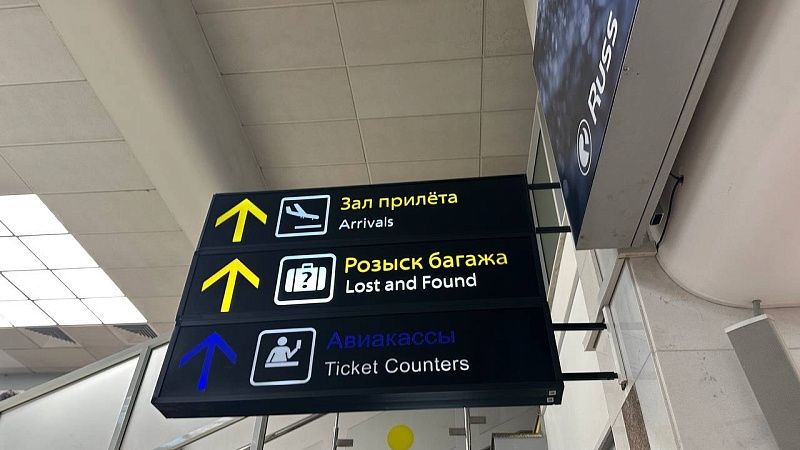 Зал прилёта
Arrivals
Розыск багажа
Lost and Found
Авиакассы
Ticket Counters
RUSS